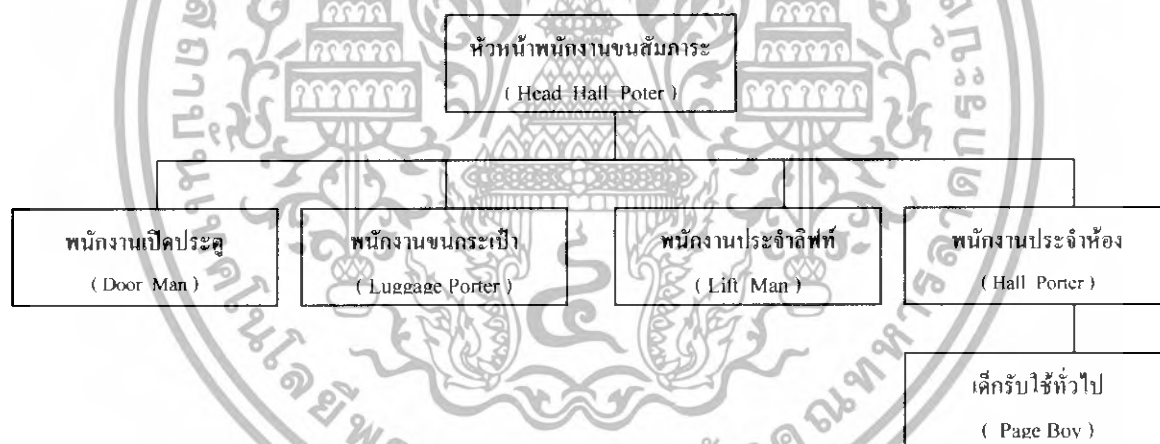 หัวหน้าพนักงานขนสัมภาระ
( Head Hall Poter )
พนักงานเปิดประตู
( Door Man )
พนักงานขนกระเป๋า
( Luggage Porter )
พนักงานประจำลิฟท์
( Lift Man )
พนักงานประจำห้อง
( Hall Porter )
เด็กรับใช้ทั่วไป
( Page Boy )